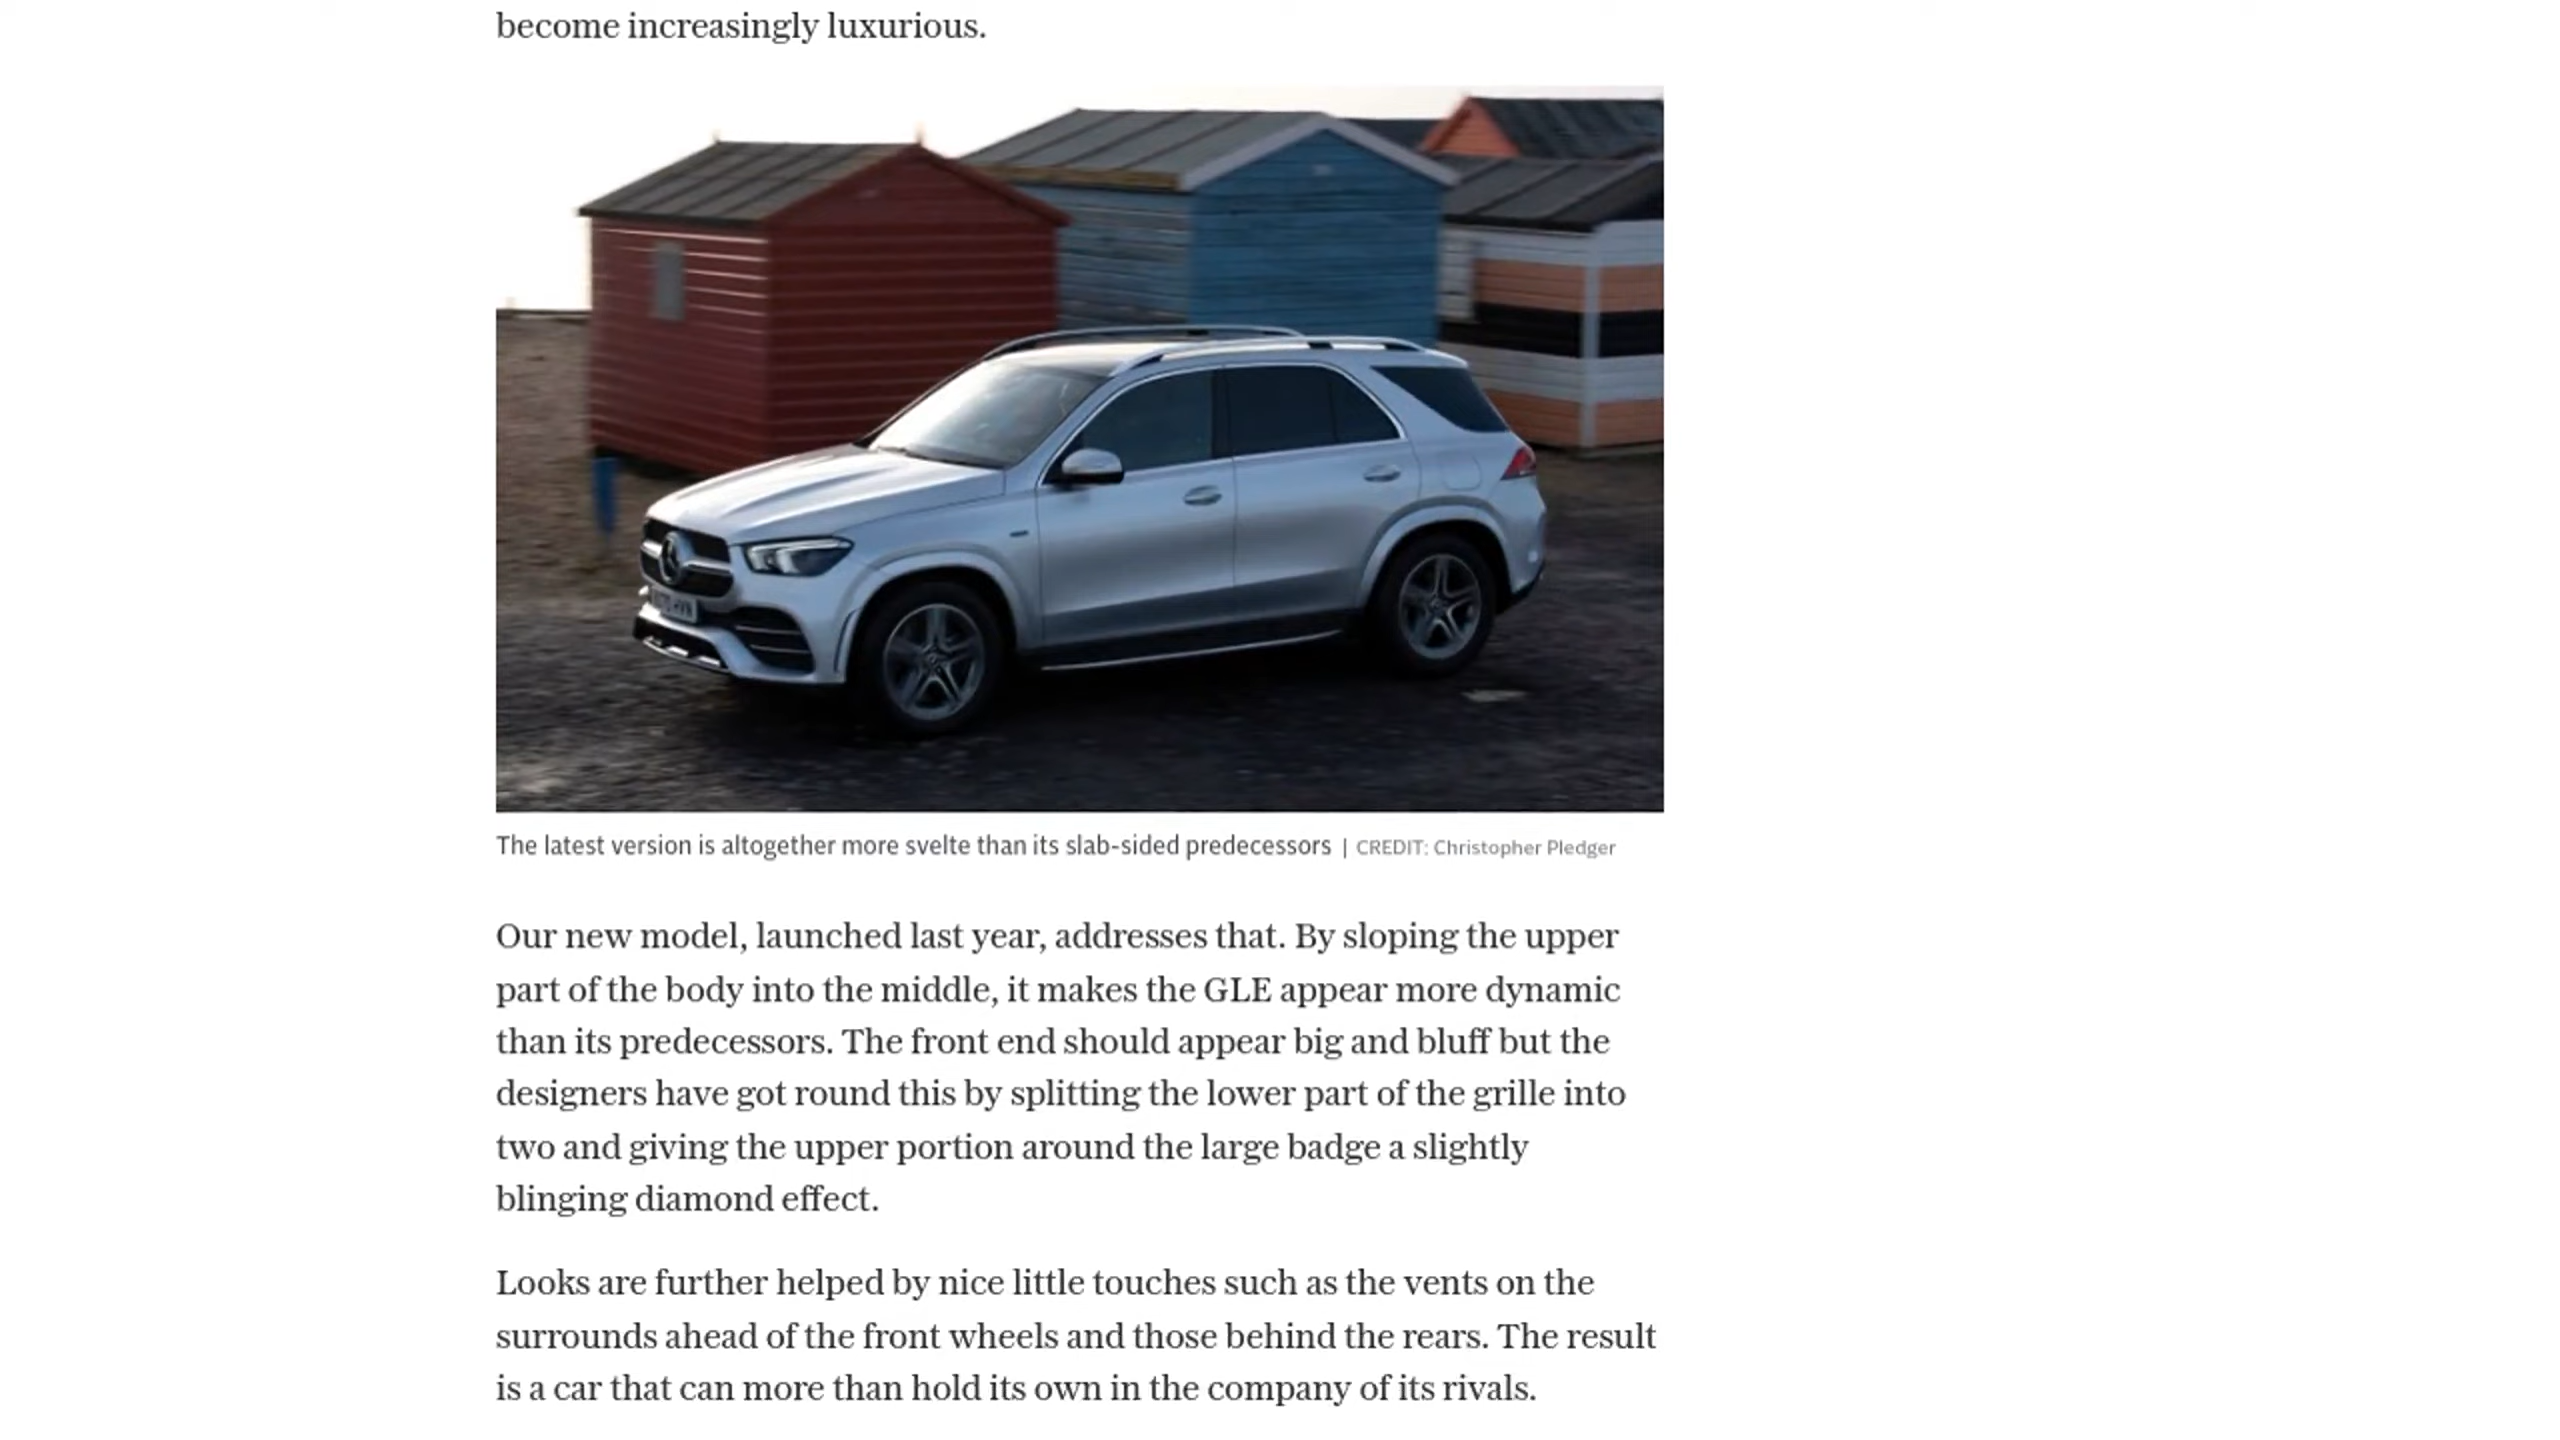 become increasingly luxurious.
The latest version is altogether more svelte than its slab-sided predecessors | CREDIT: Christopher Pledger
Our new model, launched last year, addresses that. By sloping the upper
part of the body into the middle, it makes the GLE appear more dynamic
than its predecessors. The front end should appear big and bluff but the
designers have got round this by splitting the lower part of the grille into
two and giving the upper portion around the large badge a slightly
blinging diamond effect.
Looks are further helped by nice little touches such as the vents on the
surrounds ahead of the front wheels and those behind the rears. The result
is a car that can more than hold its own in the company of its rivals.